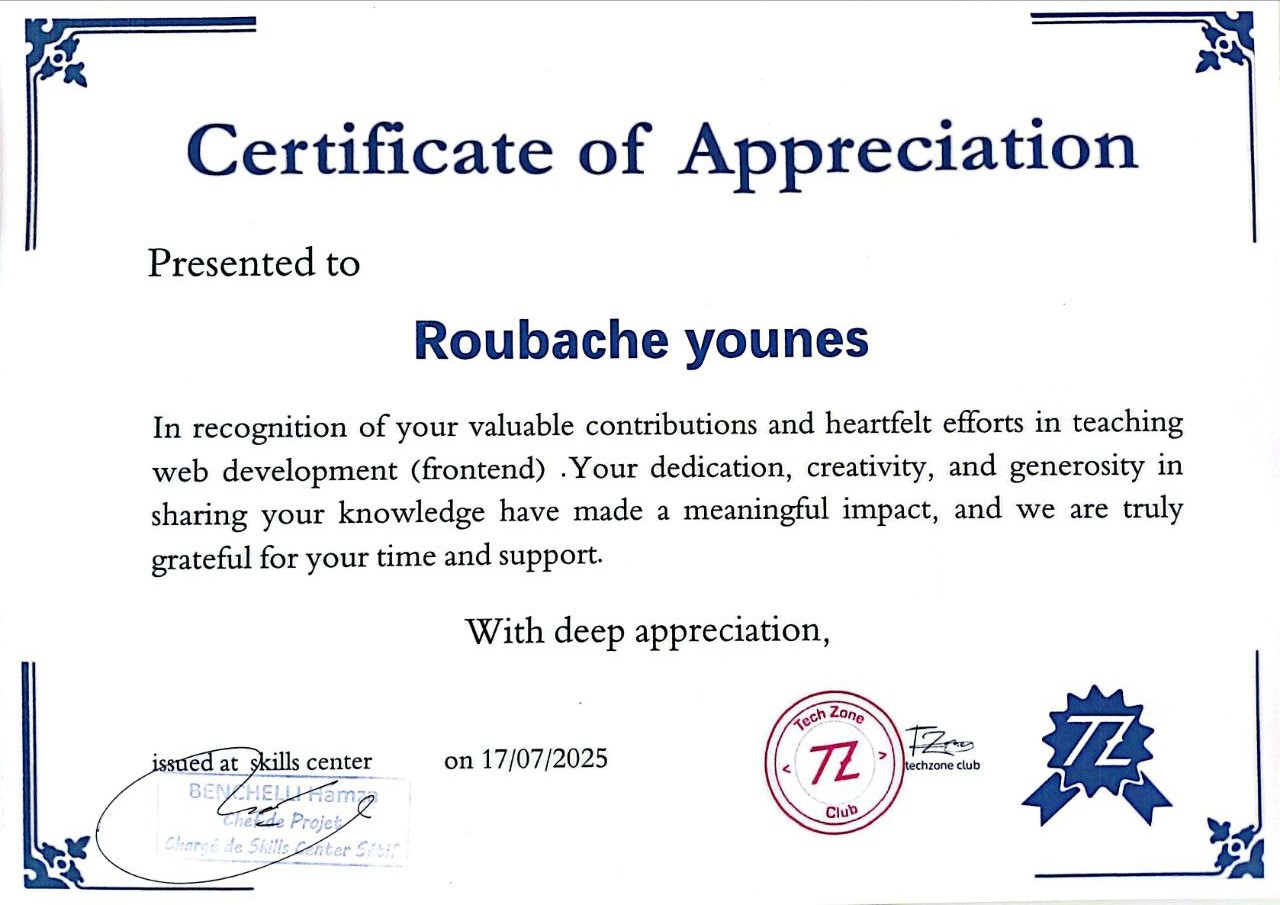 Certificate of Appreciation
Presented to
Roubache younes
In recognition of your valuable contributions and heartfelt efforts in teaching
web development (frontend) .Your dedication, creativity, and generosity in
sharing your knowledge have made a meaningful impact, and we are truly
grateful for your time and support.
With deep appreciation,
issued at skills center
on 17/07/2025
BENCHELLI Hamza
Chef de Projet
Chargé de Skills Center Sétif
Tech Zone
TZ
Club
techzone club
TZ